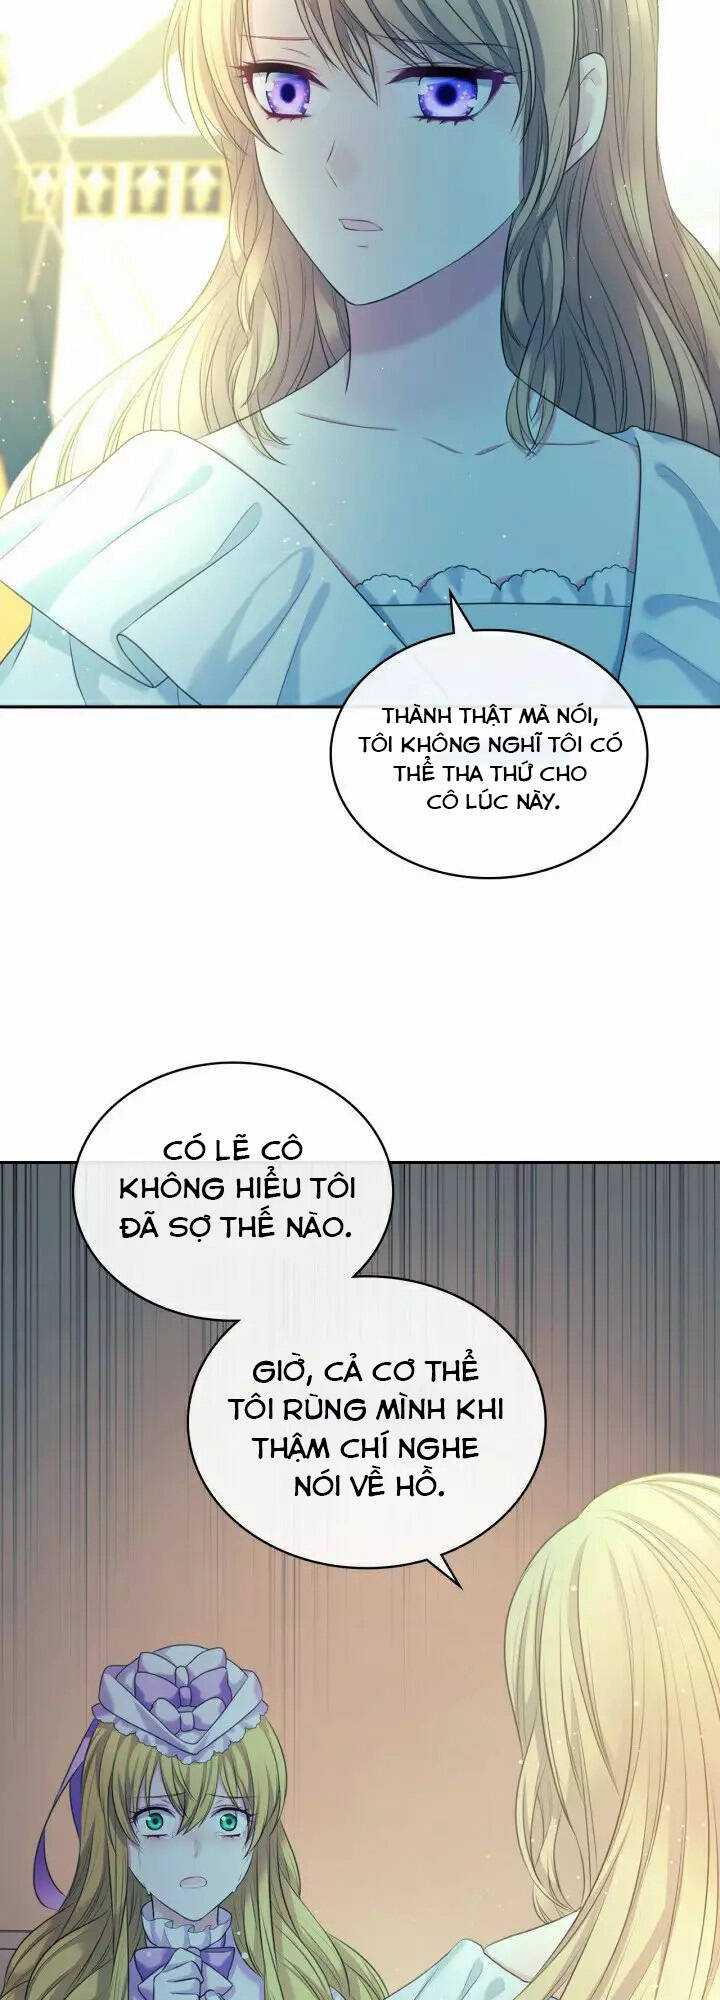 THÀNH THẬT MÀ NÓI,
TÔI KHÔNG NGHĨ TÔI CÓ
THỂ THA THỨ CHO
CÔ LÚC NÀY.
CÓ LẼ CÔ
KHÔNG HIỂU TÔI
ĐÃ SỢ THẾ NÀO.
GIỜ, CẢ CƠ THỂ
TÔI RÙNG MÌNH KHI
THẬM CHÍ NGHE
NÓI VỀ HỒ.